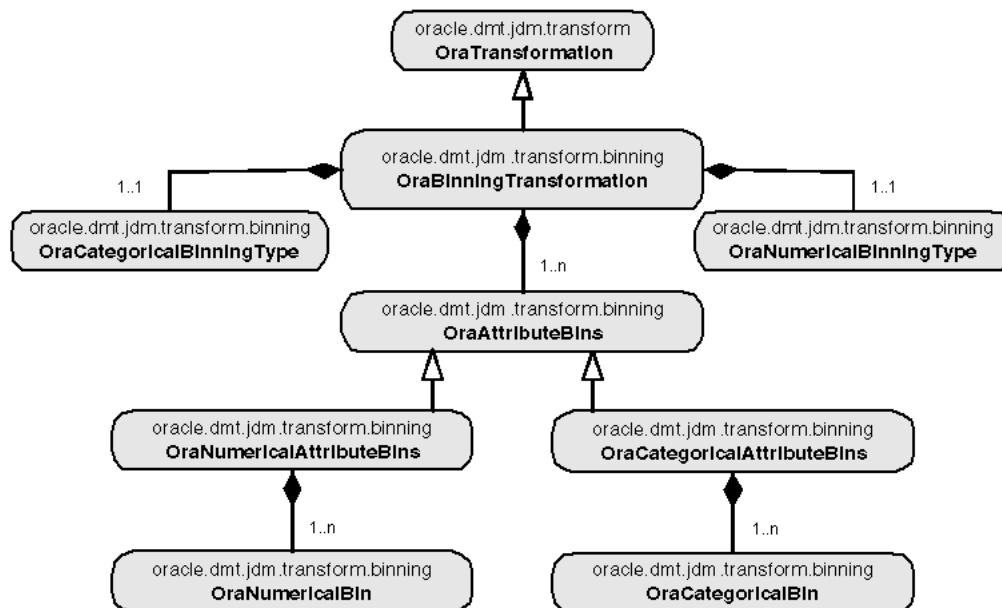 oracle.dmt.jdm.transform
OraTransformation
oracle.dmt.jdm .transform.binning
OraBinningTransformation
1..1
1..1
oracle.dmt.jdm.transform.binning
OraCategoricalBinningType
oracle.dmt.jdm.transform.binning
OraNumericalBinningType
1..n
oracle.dmt.jdm .transform.binning
OraAttributeBins
oracle.dmt.jdm.transform.binning
OraNumericalAttributeBins
oracle.dmt.jdm.transform.binning
OraCategoricalAttributeBins
1..n
1..n
oracle.dmt.jdm.transform.binning
OraNumericalBin
oracle.dmt.jdm.transform.binning
OraCategoricalBin